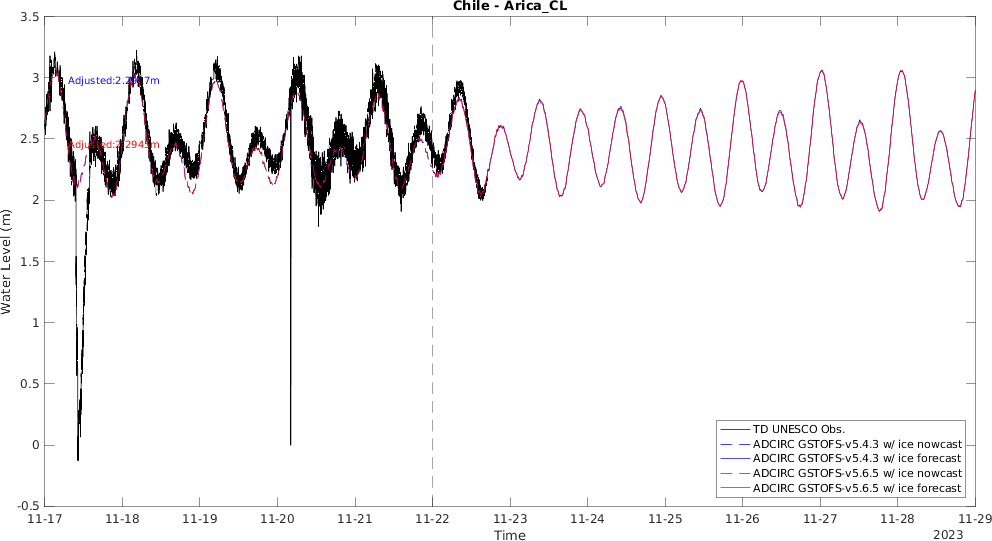 Chile - Arica_CL
3.5
3
2.5
2
1.5
1
0.5
0
-0.5
Water Level (m)
TD UNESCO Obs.
ADCIRC GSTOFS-v5.4.3 w/ ice nowcast
ADCIRC GSTOFS-v5.4.3 w/ ice forecast
ADCIRC GSTOFS-v5.6.5 w/ ice nowcast
ADCIRC GSTOFS-v5.6.5 w/ ice forecast
11-17 11-18 11-19 11-20 11-21 11-22 11-23 11-24 11-25 11-26 11-27 11-28 11-29
Time
2023